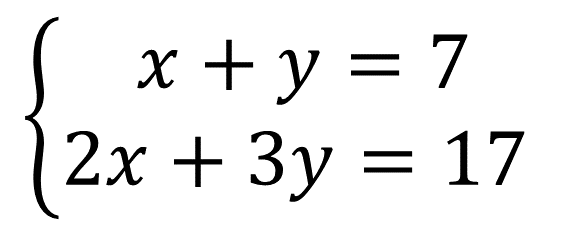 x + y = 7
2x + 3y = 17